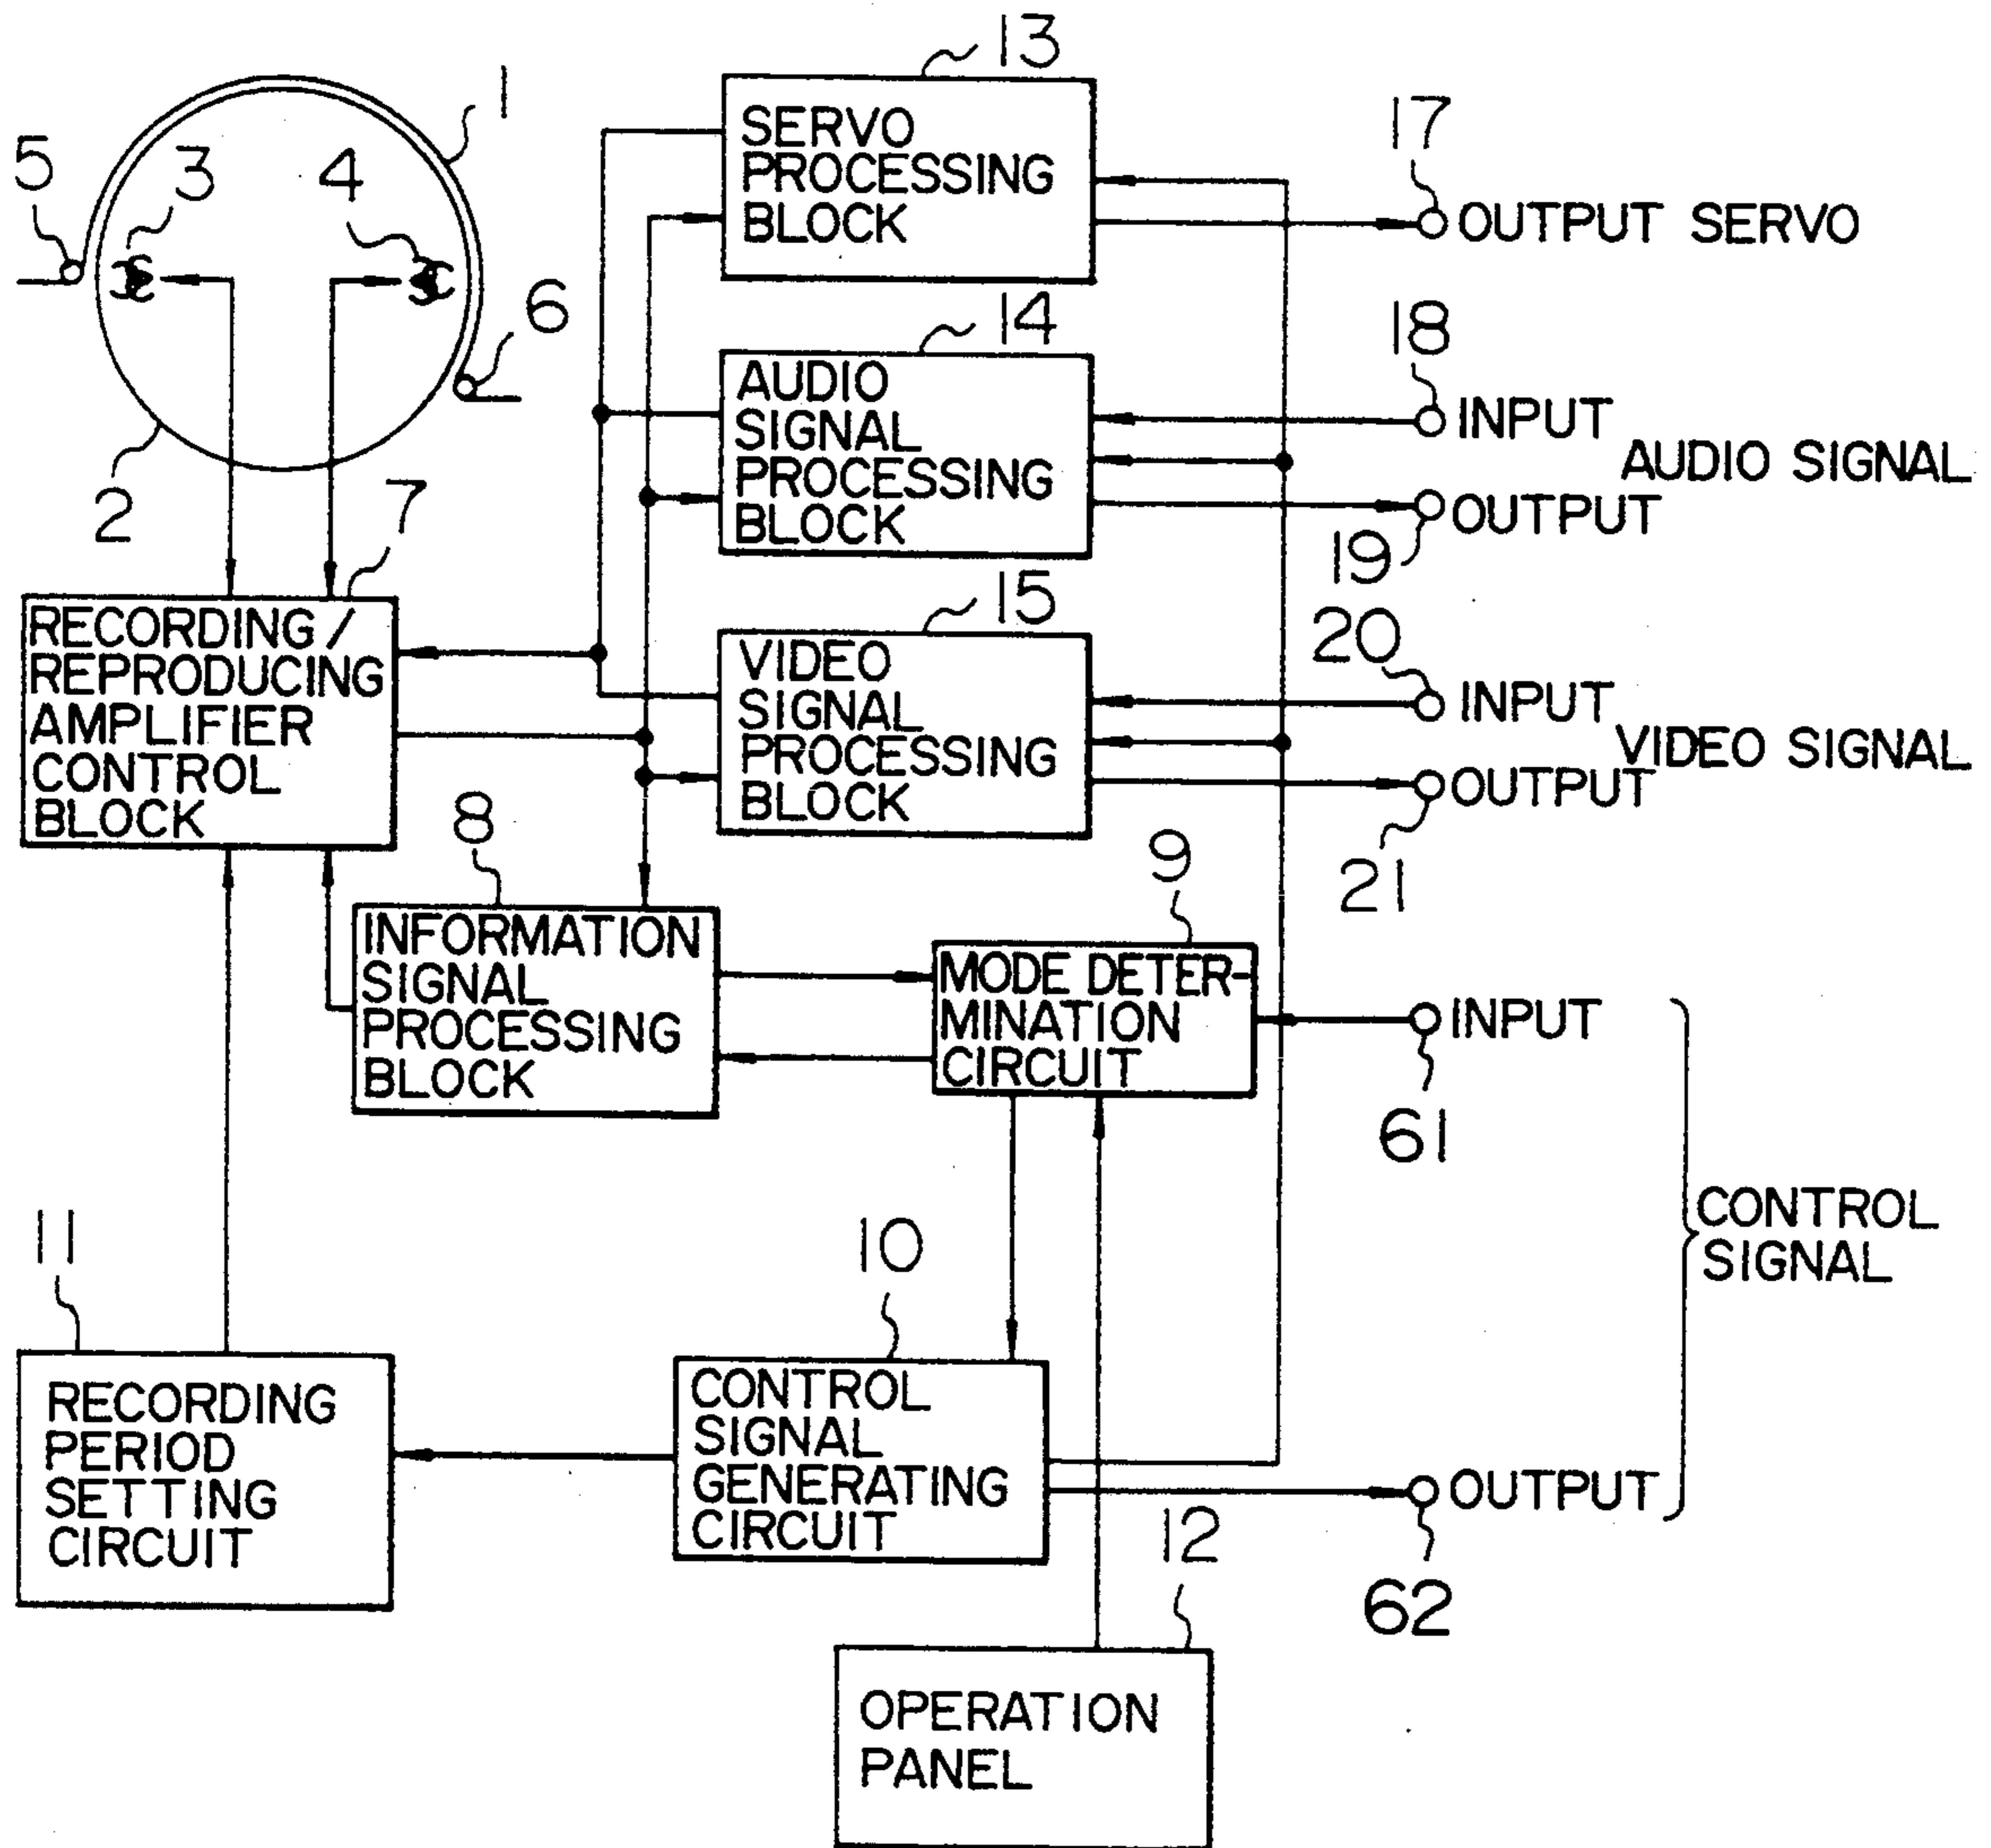 1
5
3
4
6
2
7
RECORDING/
REPRODUCING
AMPLIFIER
CONTROL
BLOCK
13
SERVO
PROCESSING
BLOCK
17
OUTPUT SERVO
14
AUDIO
SIGNAL
PROCESSING
BLOCK
18
INPUT
AUDIO SIGNAL
OUTPUT
19
15
VIDEO
SIGNAL
PROCESSING
BLOCK
20
INPUT
VIDEO SIGNAL
OUTPUT
21
8
INFORMATION
SIGNAL
PROCESSING
BLOCK
9
MODE DETER-
MINATION
CIRCUIT
INPUT
61
CONTROL
SIGNAL
11
RECORDING
PERIOD
SETTING
CIRCUIT
10
CONTROL
SIGNAL
GENERATING
CIRCUIT
OUTPUT
62
12
OPERATION
PANEL